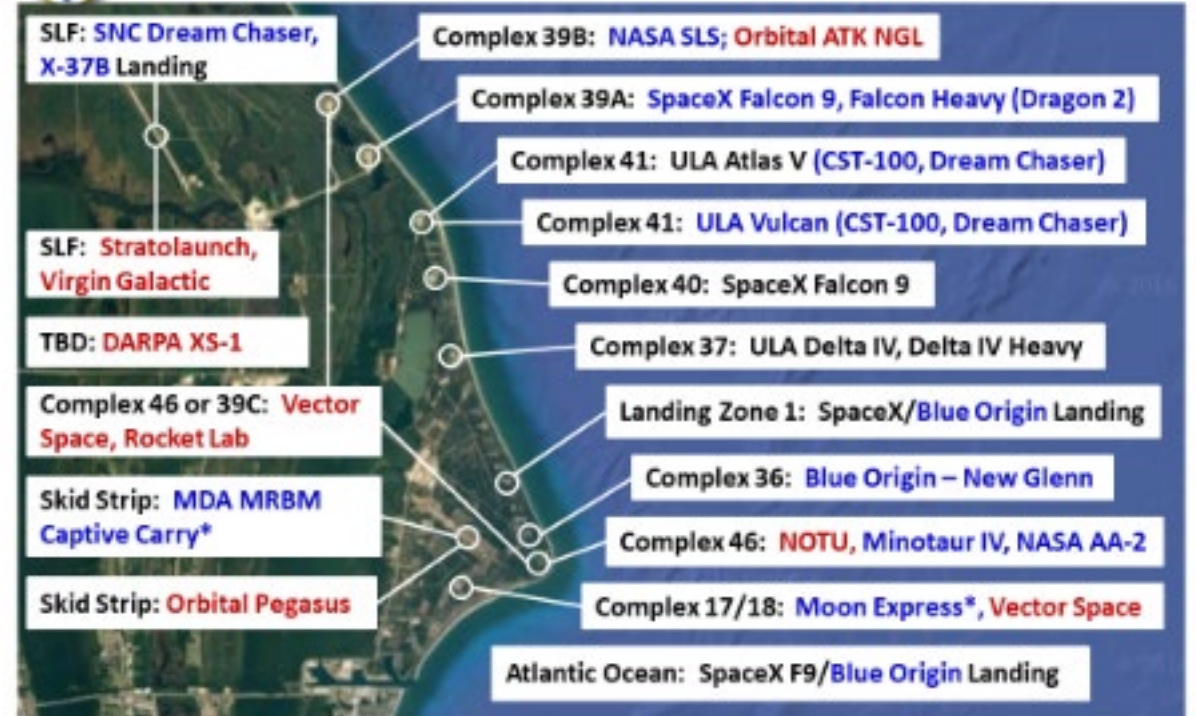 SLF: SNC Dream Chaser,
X-37B Landing
Complex 39B: NASA SLS; Orbital ATK NGL
Complex 39A: SpaceX Falcon 9, Falcon Heavy (Dragon 2)
Complex 41: ULA Atlas V (CST-100, Dream Chaser)
Complex 41: ULA Vulcan (CST-100, Dream Chaser)
SLF: Stratolaunch,
Virgin Galactic
Complex 40: SpaceX Falcon 9
TBD: DARPA XS-1
Complex 37: ULA Delta IV, Delta IV Heavy
Complex 46 or 39C: Vector
Space, Rocket Lab
Landing Zone 1: SpaceX/Blue Origin Landing
Complex 36: Blue Origin – New Glenn
Skid Strip: MDA MRBM
Captive Carry*
Complex 46: NOTU, Minotaur IV, NASA AA-2
Skid Strip: Orbital Pegasus
Complex 17/18: Moon Express*, Vector Space
Atlantic Ocean: SpaceX F9/Blue Origin Landing